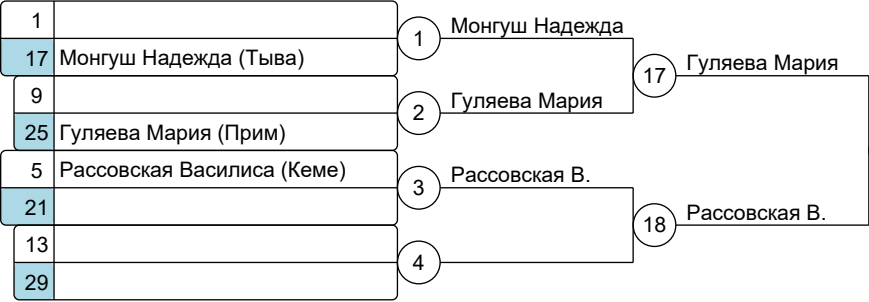 1
17 Монгуш Надежда (Тыва)
1
Монгуш Надежда
9
25 Гуляева Мария (Прим)
2
Гуляева Мария
17
Гуляева Мария
5 Рассовская Василиса (Кеме)
21
3
Рассовская В.
13
29
4
18
Рассовская В.